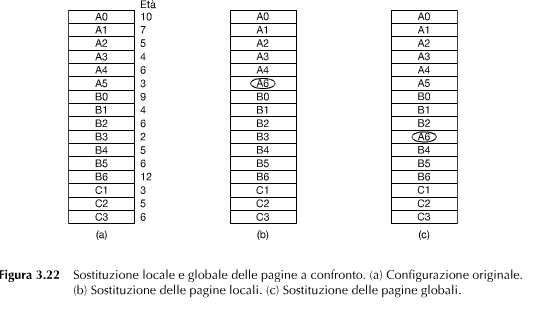 Età
A0 10 A0 A0
A1 7 A1 A1
A2 5 A2 A2
A3 4 A3 A3
A4 6 A4 A4
A5 3 A6 A5
B0 9 B0 B0
B1 4 B1 B1
B2 6 B2 B2
B3 2 B3 A6
B4 5 B4 B4
B5 6 B5 B5
B6 12 B6 B6
C1 3 C1 C1
C2 5 C2 C2
C3 6 C3 C3
(a) (b) (c)
Figura 3.22 Sostituzione locale e globale delle pagine a confronto. (a) Configurazione originale.
(b) Sostituzione delle pagine locali. (c) Sostituzione delle pagine globali.